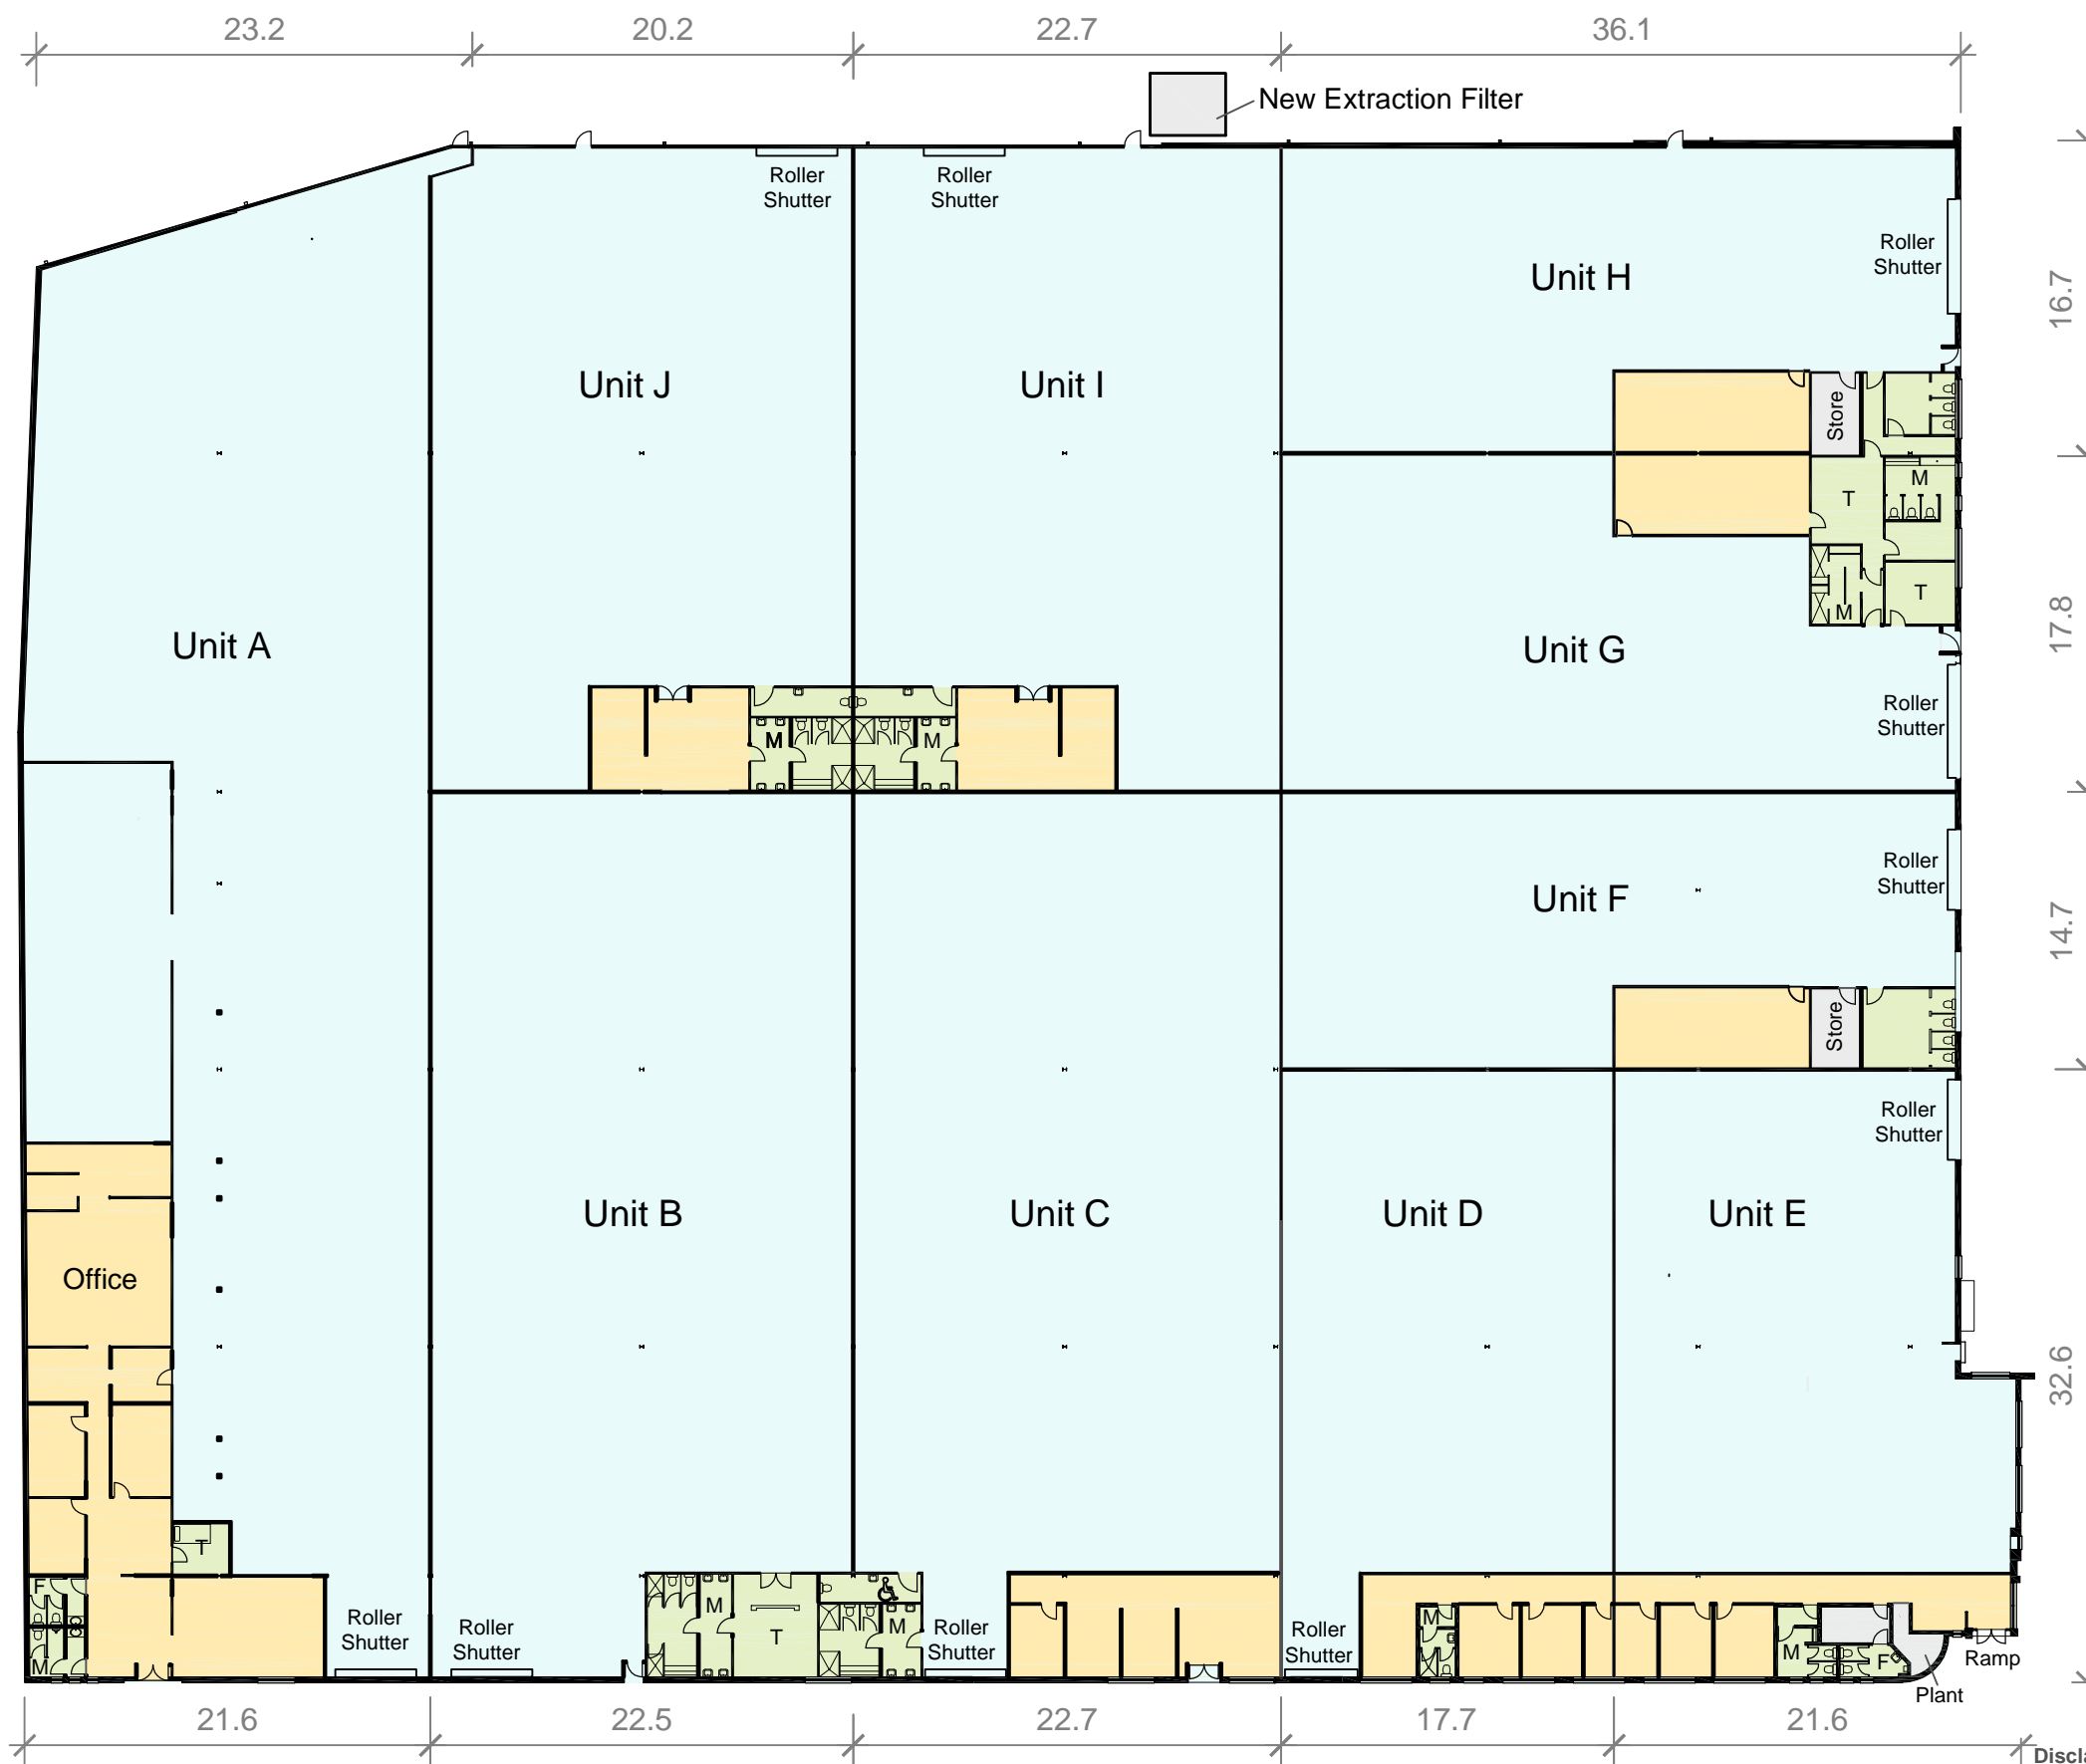 23.2
20.2
22.7
36.1
New Extraction Filter
Roller
Shutter
Roller
Shutter
Roller
Shutter
Unit H
16.7
Unit J
Unit I
Store
M
T
T
M
Unit A
Unit G
17.8
Roller
Shutter
M
M
Roller
Shutter
Unit F
14.7
Store
Roller
Shutter
Unit B
Unit C
Unit D
Unit E
Office
32.6
T
F
M
Roller
Shutter
Roller
Shutter
M
T
M
Roller
Shutter
Roller
Shutter
M
M
F
Ramp
Plant
21.6
22.5
22.7
17.7
21.6